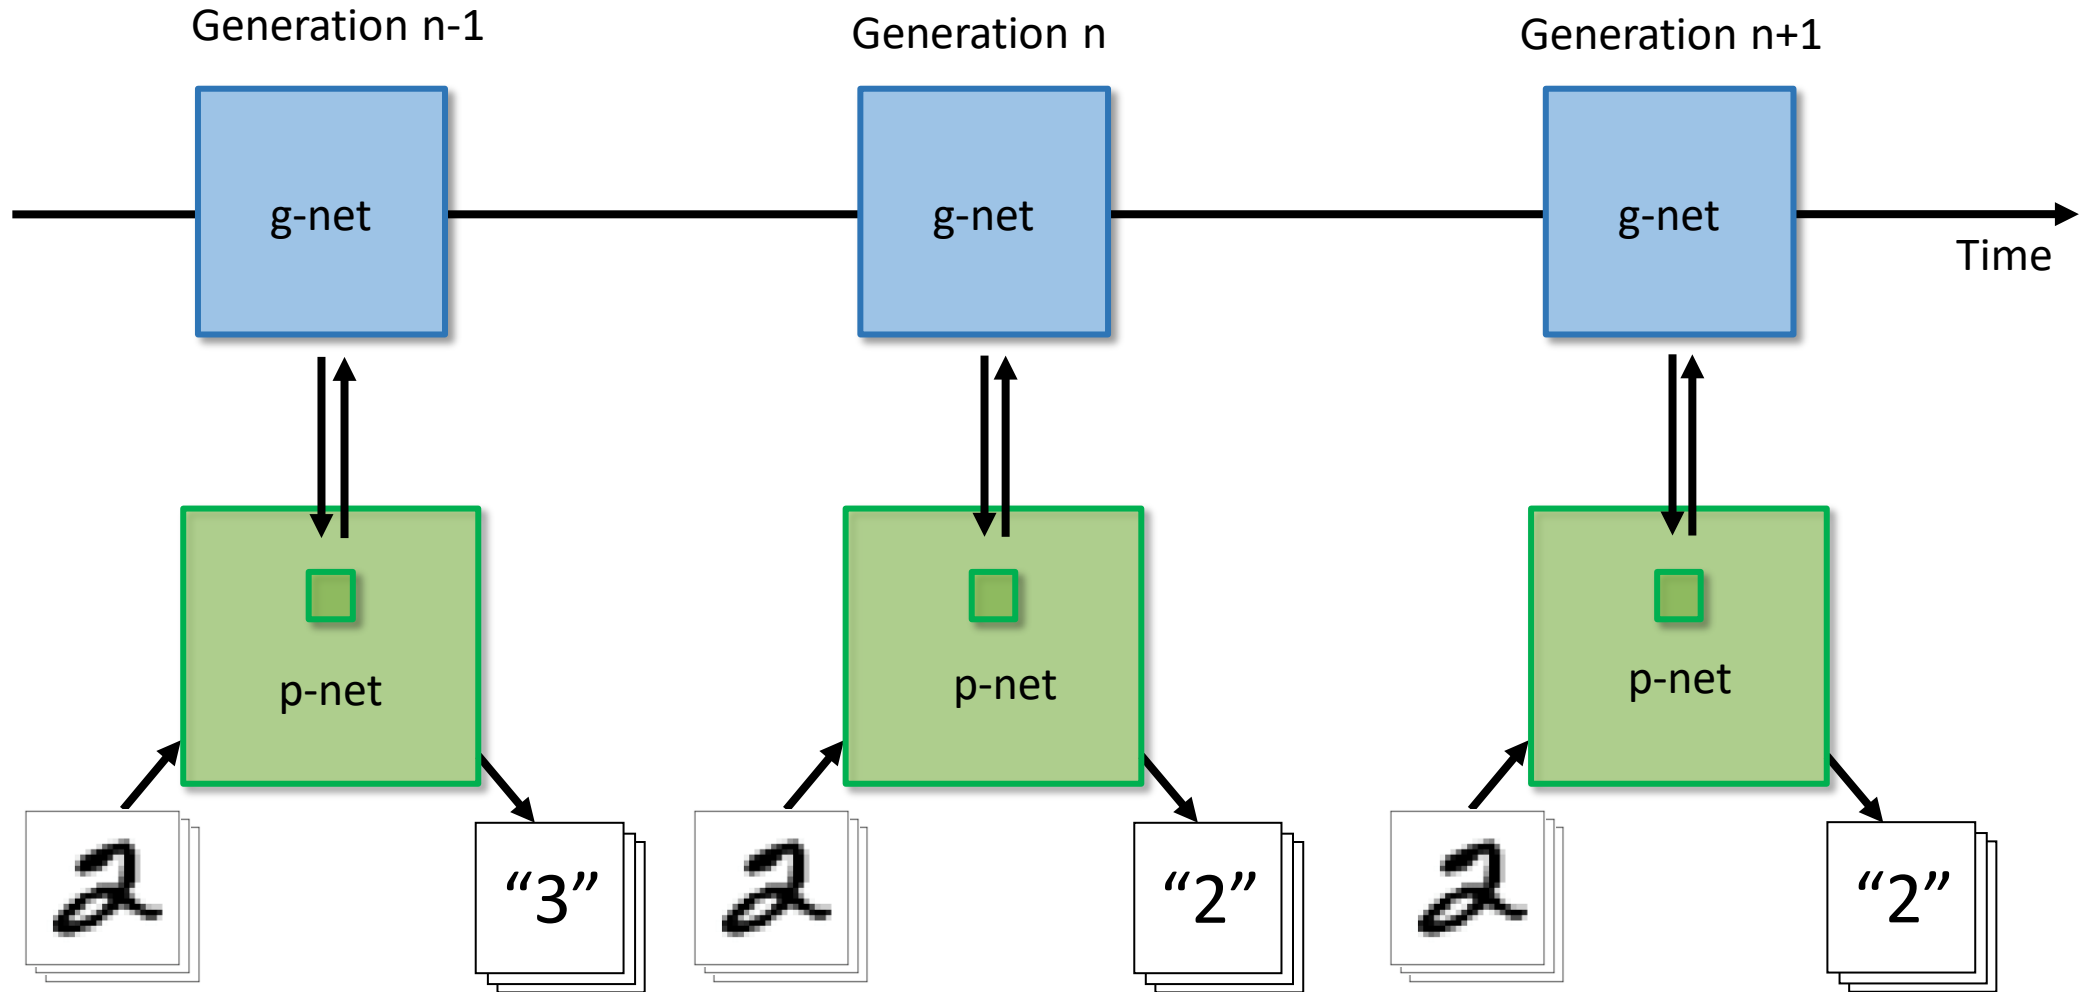 Generation n-1
Generation n
Generation n+1
g-net
g-net
g-net
Time
p-net
p-net
p-net
2
“3”
2
“2”
2
“2”